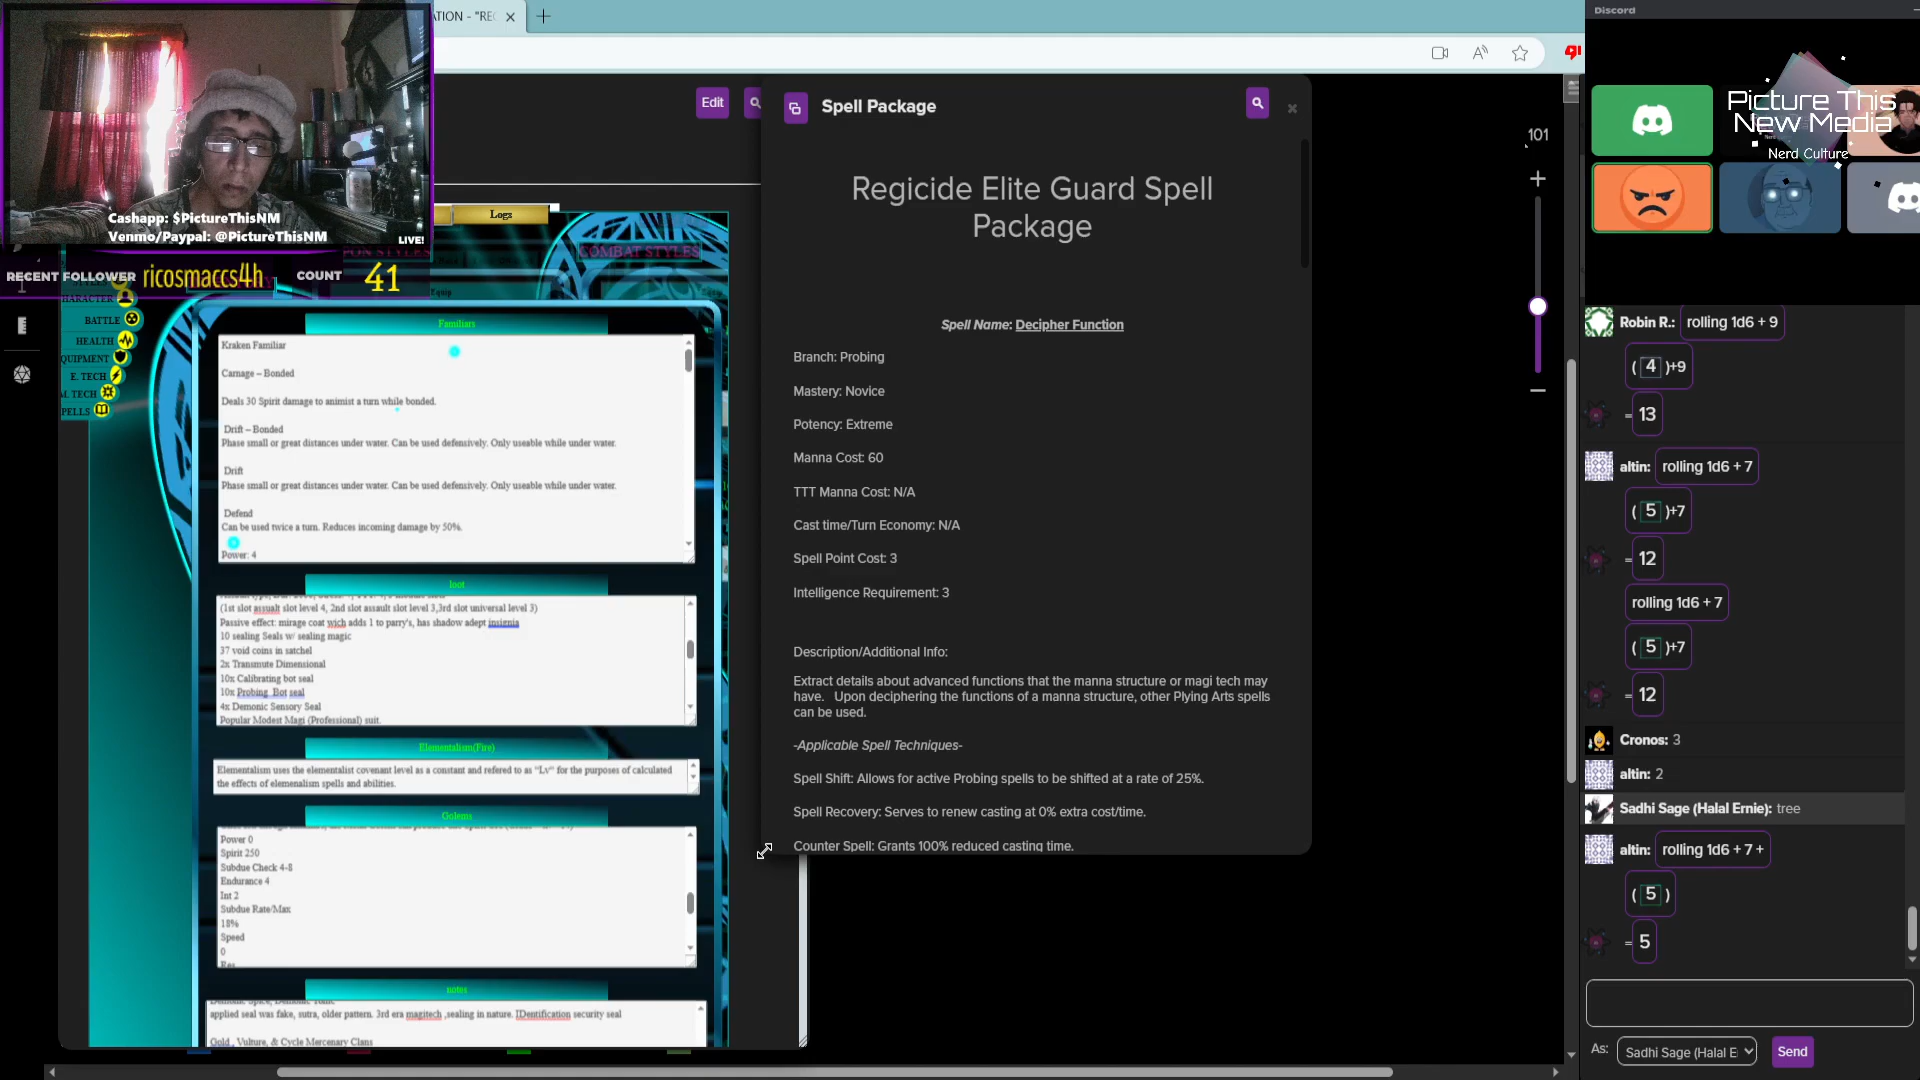 ATION - "REC
Discord
Cashapp: $PictureThisNM
Venmo/Paypal: @PictureThisNM
LIVE!
RECENT FOLLOWER
ricosmaccs4h
COUNT
41
Edit
Logz
COMBAT STYLES
PON STYLES
Equip
HARACTER
BATTLE
HEALTH
QUIPMENT
E. TECH
AL TECH
PELLS
Familiars
Kraken Familiar
Carnage – Bonded
Deals 30 Spirit damage to animist a turn while bonded.
Drift – Bonded
Phase small or great distances under water. Can be used defensively. Only useable while under water.
Drift
Phase small or great distances under water. Can be used defensively. Only useable while under water.
Defend
Can be used twice a turn. Reduces incoming damage by 50%.
Power: 4
loot
(1st slot assualt slot level 4, 2nd slot assault slot level 3,3rd slot universal level 3)
Passive effect: mirage coat wich adds 1 to parry's, has shadow adept insignia
10 sealing Seals w/ sealing magic
37 void coins in satchel
2x Transmute Dimensional
10x Calibrating bot seal
10x Probing Bot seal
4x Demonic Sensory Seal
Popular Modest Magi (Professional) suit.
Elementalism(Fire)
Elementalism uses the elementalist covenant level as a constant and refered to as "Lv" for the purposes of calculated
the effects of elemenalism spells and abilities.
Golems
Power 0
Spirit 250
Subdue Check 4-8
Endurance 4
Int 2
Subdue Rate/Max
18%
Speed
0
notes
applied seal was fake, sutra, older pattern. 3rd era magitech ,sealing in nature. IDentification security seal
Gold , Vulture, & Cycle Mercenary Clans
Spell Package
Regicide Elite Guard Spell
Package
Spell Name: Decipher Function
Branch: Probing
Mastery: Novice
Potency: Extreme
Manna Cost: 60
TTT Manna Cost: N/A
Cast time/Turn Economy: N/A
Spell Point Cost: 3
Intelligence Requirement: 3
Description/Additional Info:
Extract details about advanced functions that the manna structure or magi tech may
have. Upon deciphering the functions of a manna structure, other Plying Arts spells
can be used.
-Applicable Spell Techniques-
Spell Shift: Allows for active Probing spells to be shifted at a rate of 25%.
Spell Recovery: Serves to renew casting at 0% extra cost/time.
Counter Spell: Grants 100% reduced casting time.
101
Picture This
New Media
Nerd Culture
Robin R.: rolling 1d6 + 9
( 4 )+9
= 13
altin: rolling 1d6 + 7
( 5 )+7
= 12
rolling 1d6 + 7
( 5 )+7
= 12
Cronos: 3
altin: 2
Sadhi Sage (Halal Ernie): tree
altin: rolling 1d6 + 7 +
( 5 )
= 5
As: Sadhi Sage (Halal E
Send